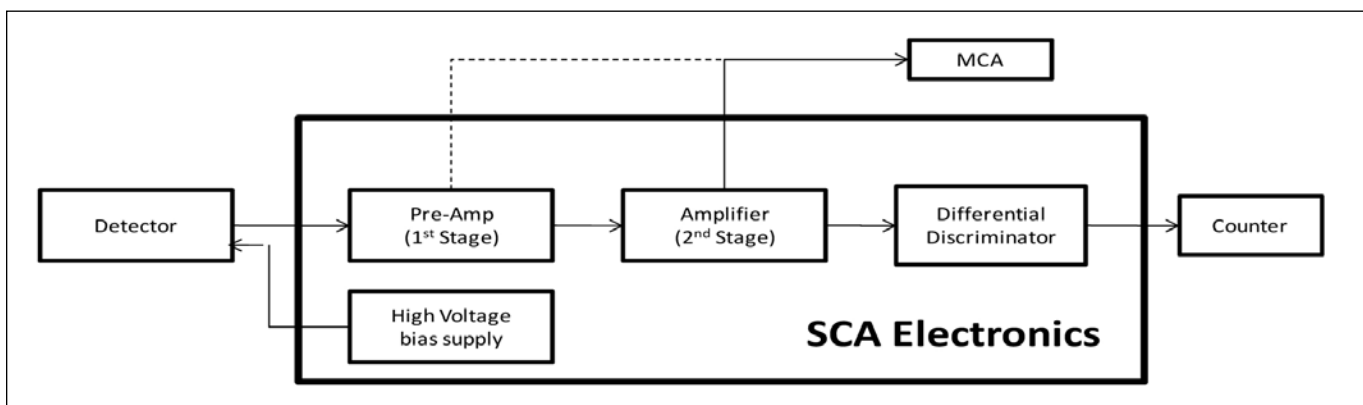 MCA
Detector
Pre-Amp
(1st Stage)
Amplifier
(2nd Stage)
Differential
Discriminator
Counter
High Voltage
bias supply
SCA Electronics